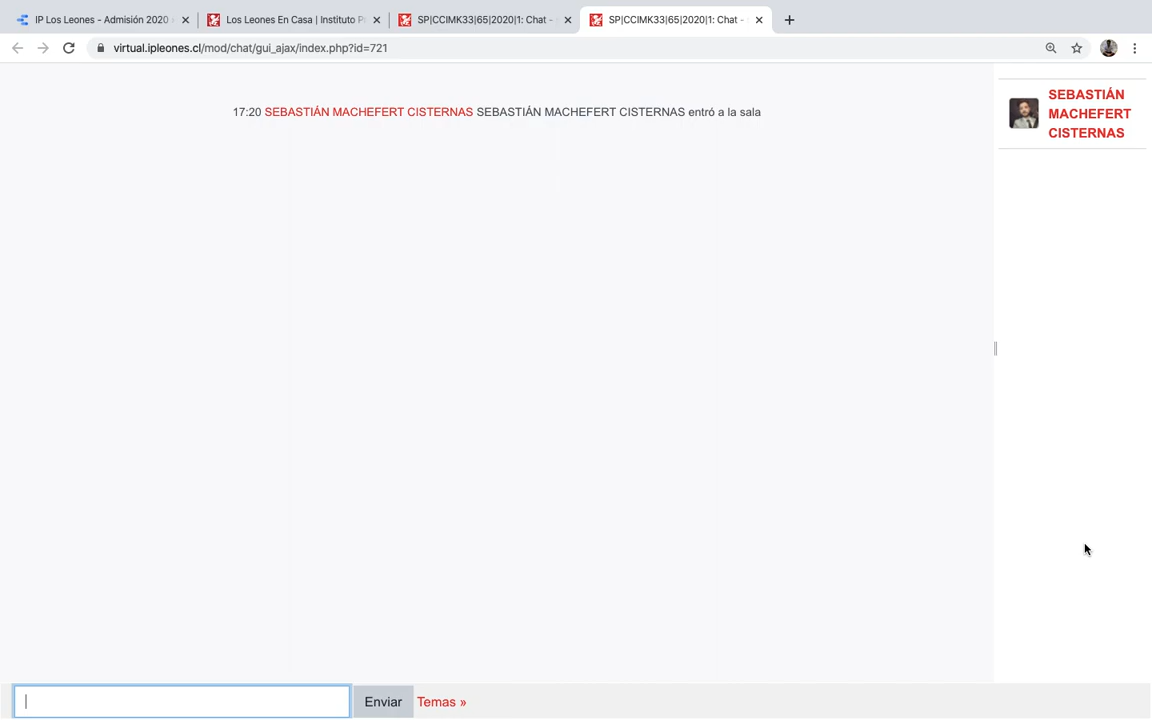 IP Los Leones - Admisión 2020
Los Leones En Casa | Instituto P
SP|CCIMK33|65|2020|1: Chat -
SP|CCIMK33|65|2020|1: Chat -
virtual.ipleones.cl/mod/chat/gui_ajax/index.php?id=721
17:20 SEBASTIÁN MACHEFERT CISTERNAS SEBASTIÁN MACHEFERT CISTERNAS entró a la sala
SEBASTIÁN
MACHEFERT
CISTERNAS
Enviar Temas »